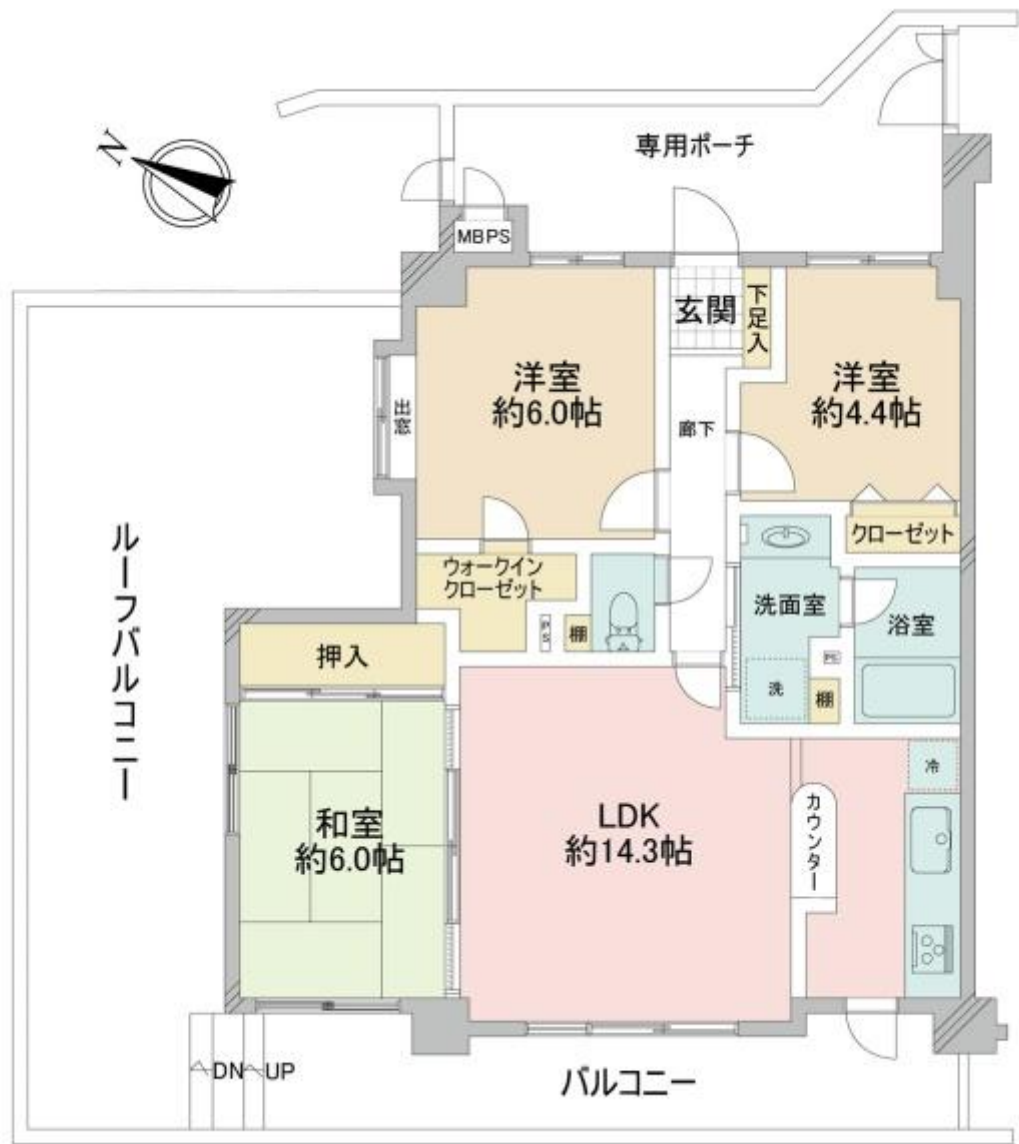 専用ポーチ
N
MBPS
玄関
下足入
洋室
約6.0帖
洋室
約4.4帖
出窓
廊下
クローゼット
ウォークイン
クローゼット
洗面室
浴室
PS
棚
押入
PS
洗
棚
ルーフバルコニー
冷
LDK
約14.3帖
カウンター
和室
約6.0帖
DN
UP
バルコニー